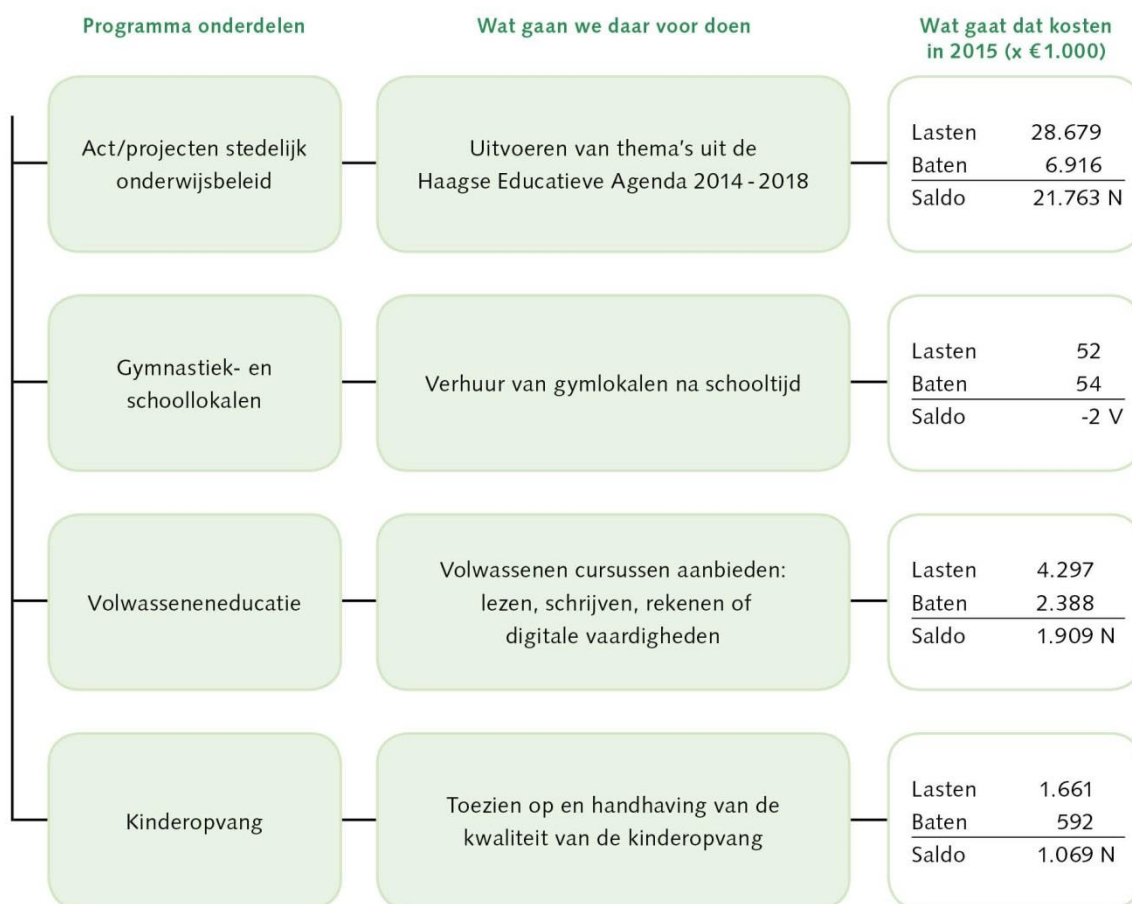 Programma onderdelen
Wat gaan we daar voor doen
Wat gaat dat kosten
in 2015 (x €1.000)
Act/projecten stedelijk
onderwijsbeleid
Uitvoeren van thema's uit de
Haagse Educatieve Agenda 2014 - 2018
Lasten 28.679
Baten 6.916
Saldo 21.763 N
Gymnastiek- en
schoollokalen
Verhuur van gymlokalen na schooltijd
Lasten 52
Baten 54
Saldo -2 V
Volwasseneneducatie
Volwassenen cursussen aanbieden:
lezen, schrijven, rekenen of
digitale vaardigheden
Lasten 4.297
Baten 2.388
Saldo 1.909 N
Kinderopvang
Toezien op en handhaving van de
kwaliteit van de kinderopvang
Lasten 1.661
Baten 592
Saldo 1.069 N